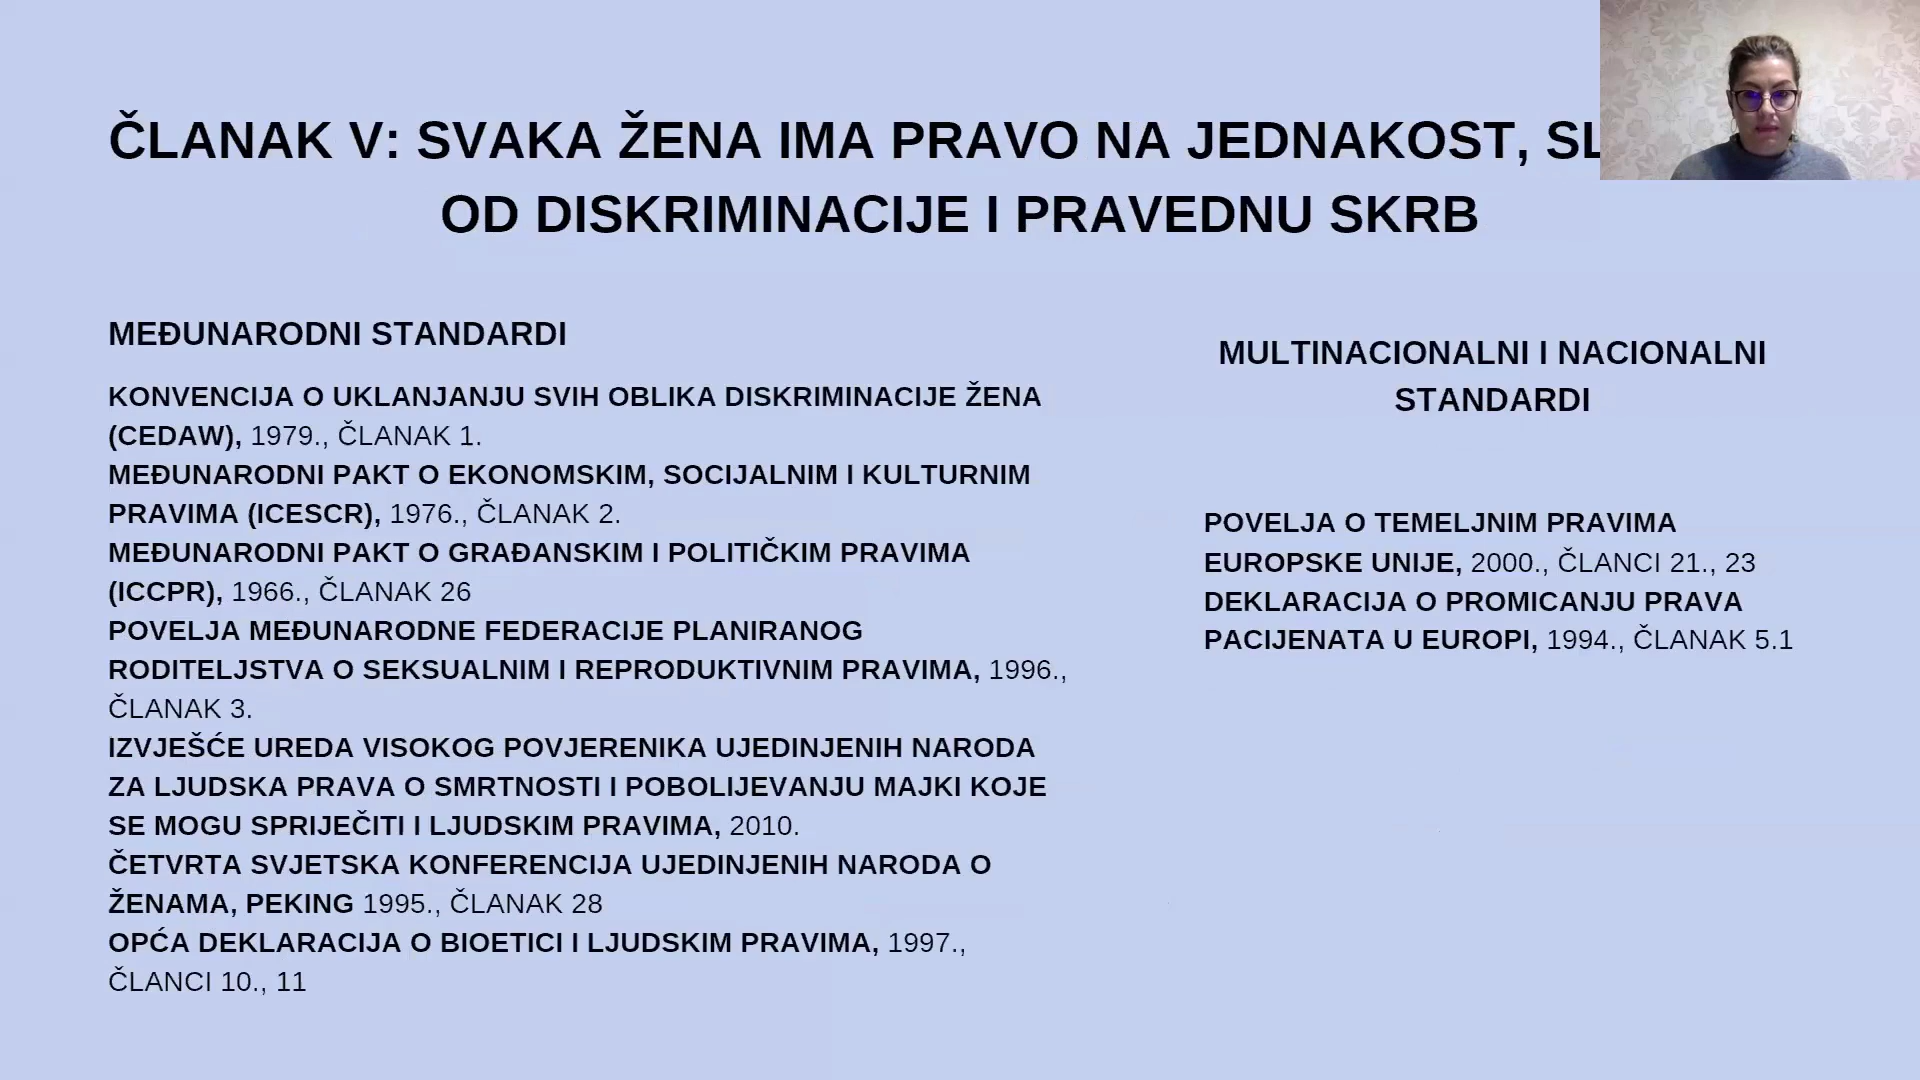 ČLANAK V: SVAKA ŽENA IMA PRAVO NA JEDNAKOST,
OD DISKRIMINACIJE I PRAVEDNU SKRB
MEĐUNARODNI STANDARDI
KONVENCIJA O UKLANJANJU SVIH OBLIKA DISKRIMINACIJE ŽENA
(CEDAW), 1979., ČLANAK 1.
MEĐUNARODNI PAKT O EKONOMSKIM, SOCIJALNIM I KULTURNIM
PRAVIMA (ICESCR), 1976., ČLANAK 2.
MEĐUNARODNI PAKT O GRAĐANSKIM I POLITIČKIM PRAVIMA
(ICCPR), 1966., ČLANAK 26
POVELJA MEĐUNARODNE FEDERACIJE PLANIRANOG
RODITELJSTVA O SEKSUALNIM I REPRODUKTIVNIM PRAVIMA, 1996.,
ČLANAK 3.
IZVJEŠĆE UREDA VISOKOG POVJERENIKA UJEDINJENIH NARODA
ZA LJUDSKA PRAVA O SMRTNOSTI I POBOLIJEVANJU MAJKI KOJE
SE MOGU SPRIJEČITI I LJUDSKIM PRAVIMA, 2010.
ČETVRTA SVJETSKA KONFERENCIJA UJEDINJENIH NARODA O
ŽENAMA, PEKING 1995., ČLANAK 28
OPĆA DEKLARACIJA O BIOETICI I LJUDSKIM PRAVIMA, 1997.,
ČLANCI 10., 11
MULTINACIONALNI I NACIONALNI
STANDARDI
POVELJA O TEMELJNIM PRAVIMA
EUROPSKE UNIJE, 2000., ČLANCI 21., 23
DEKLARACIJA O PROMICANJU PRAVA
PACIJENATA U EUROPI, 1994., ČLANAK 5.1